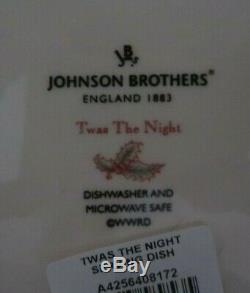 JB
JOHNSON BROTHERS®
ENGLAND 1883
Twas The Night
DISHWASHER AND
MICROWAVE SAFE
©WWRD
TWAS THE NIGHT
DISH
A4256408172